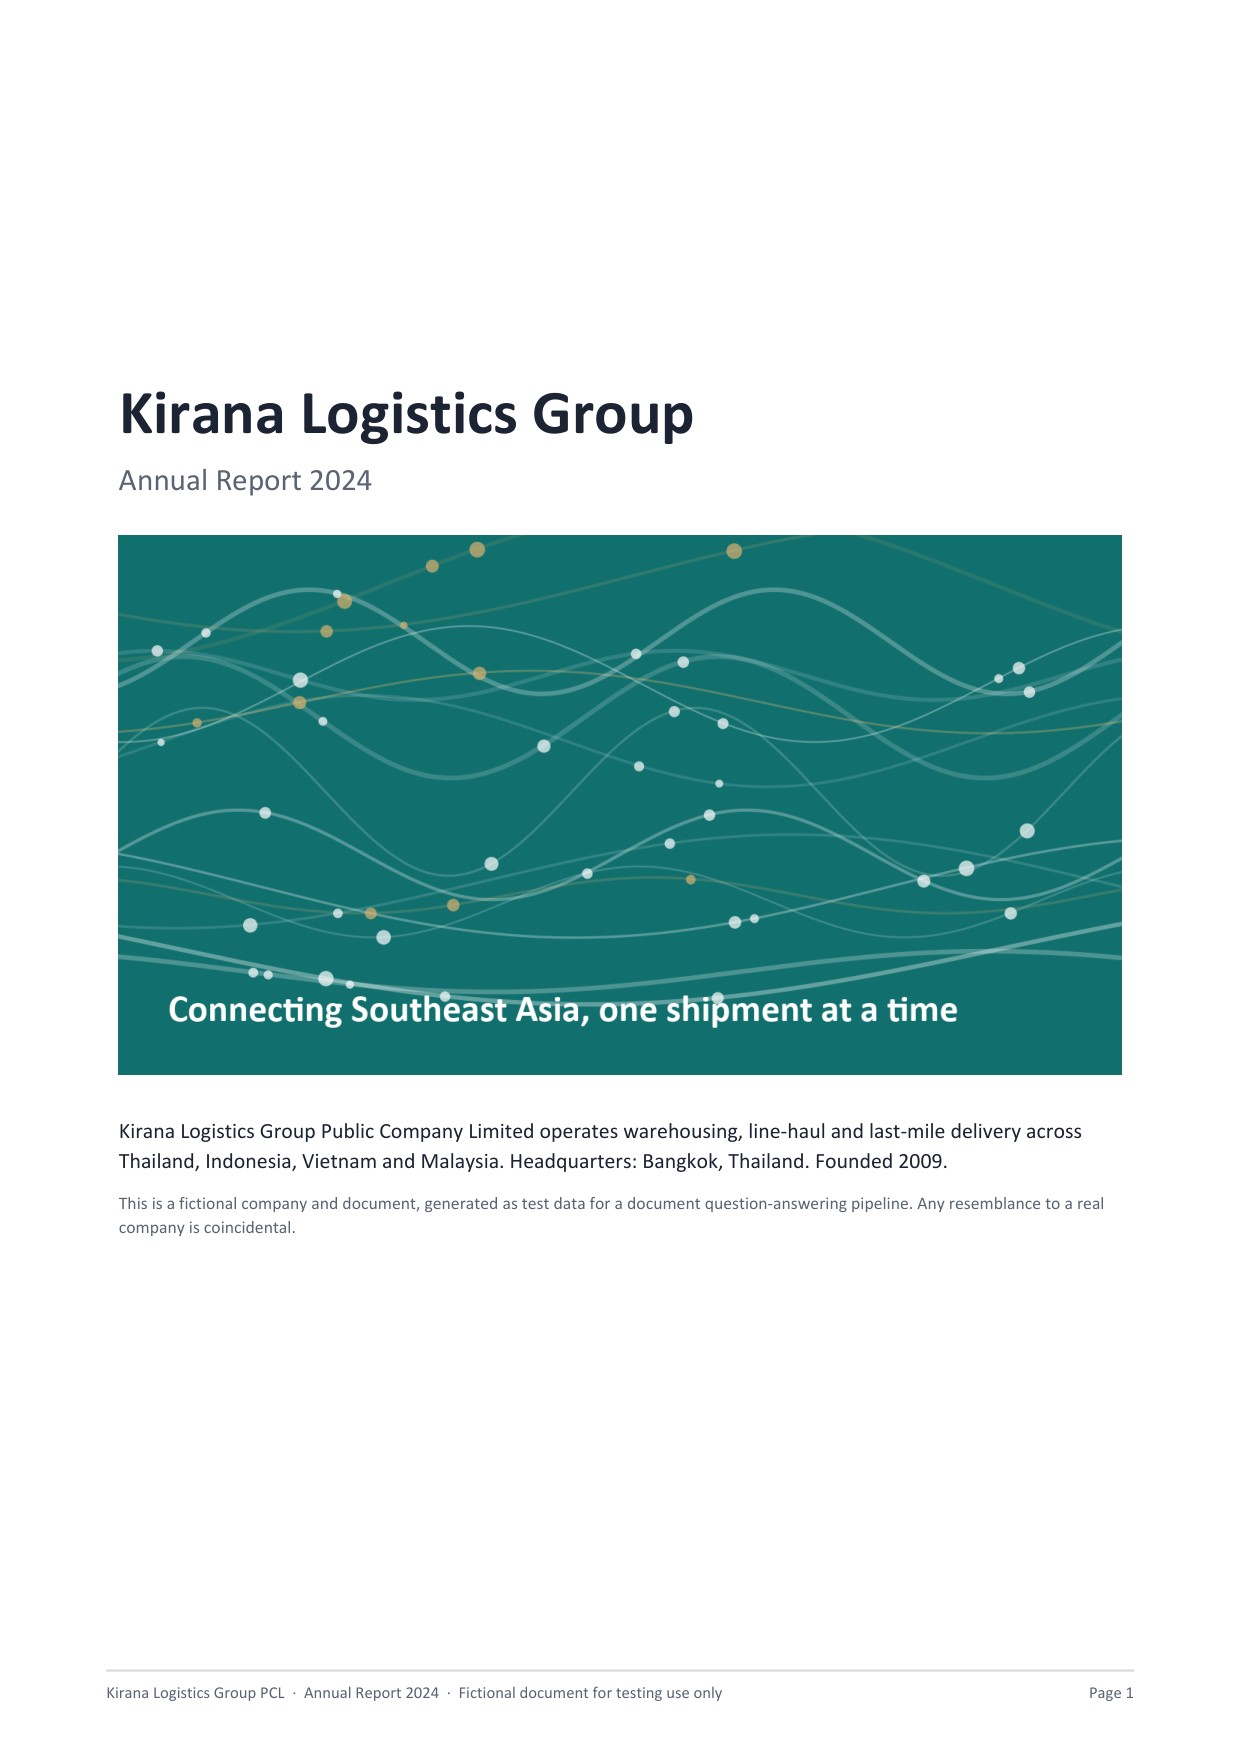 Kirana Logistics Group
Annual Report 2024
Connecting Southeast Asia, one shipment at a time
Kirana Logistics Group Public Company Limited operates warehousing, line-haul and last-mile delivery across
Thailand, Indonesia, Vietnam and Malaysia. Headquarters: Bangkok, Thailand. Founded 2009.
This is a fictional company and document, generated as test data for a document question-answering pipeline. Any resemblance to a real
company is coincidental.
Kirana Logistics Group PCL · Annual Report 2024 · Fictional document for testing use only Page 1